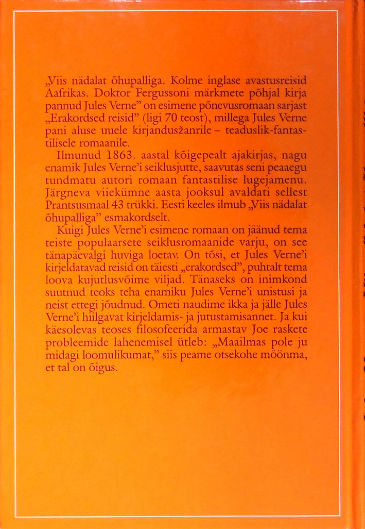 „Viis nädalat õhupalliga. Kolme inglase avastusreisid
Aafrikas. Doktor Fergussoni märkmete põhjal kirja
pannud Jules Verne” on esimene põnevusromaan sarjast
„Erakordsed reisid” (ligi 70 teost), millega Jules Verne
pani aluse uuele kirjandusžanrile – teaduslik-fantas-
tilisele romaanile.
Ilmunud 1863. aastal kõigepealt ajakirjas, nagu
enamik Jules Verne'i seiklusjutte, saavutas seni peaaegu
tundmatu autori romaan fantastilise lugejamenu.
Järgneva viiekümne aasta jooksul avaldati sellest
Prantsusmaal 43 trükki. Eesti keeles ilmub „Viis nädalat
õhupalliga” esmakordselt.
Kuigi Jules Verne'i esimene romaan on jäänud tema
teiste populaarsete seiklusromaanide varju, on see
tänapäevalgi huviga loetav. On tõsi, et Jules Verne'i
kirjeldatavad reisid on täiesti „erakordsed”, puhtalt tema
loova kujutlusvõime viljad. Tänaseks on inimkond
suutnud teoks teha enamiku Jules Verne'i unistusi ja
neist ettegi jõudnud. Ometi naudime ikka ja jälle Jules
Verne'i hiilgavat kirjeldamis- ja jutustamisannet. Ja kui
käesolevas teoses filosofeerida armastav Joe raskete
probleemide lahenemisel ütleb: „Maailmas pole ju
midagi loomulikumat,” siis peame otsekohe möönma,
et tal on õigus.